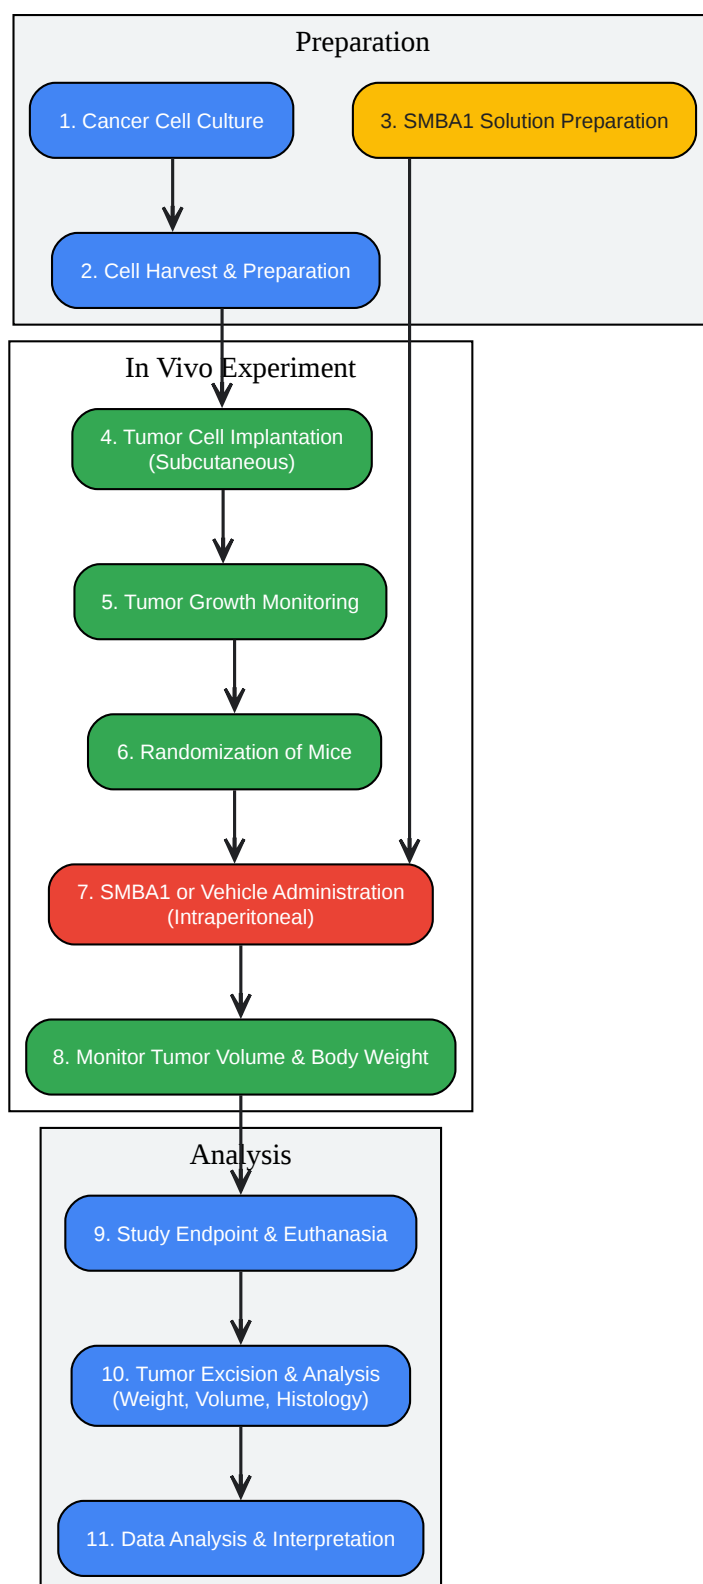 Preparation
1. Cancer Cell Culture
3. SMBA1 Solution Preparation
2. Cell Harvest & Preparation
In Vivo Experiment
4. Tumor Cell Implantation
(Subcutaneous)
5. Tumor Growth Monitoring
6. Randomization of Mice
7. SMBA1 or Vehicle Administration
(Intraperitoneal)
8. Monitor Tumor Volume & Body Weight
Analysis
9. Study Endpoint & Euthanasia
10. Tumor Excision & Analysis
(Weight, Volume, Histology)
11. Data Analysis & Interpretation